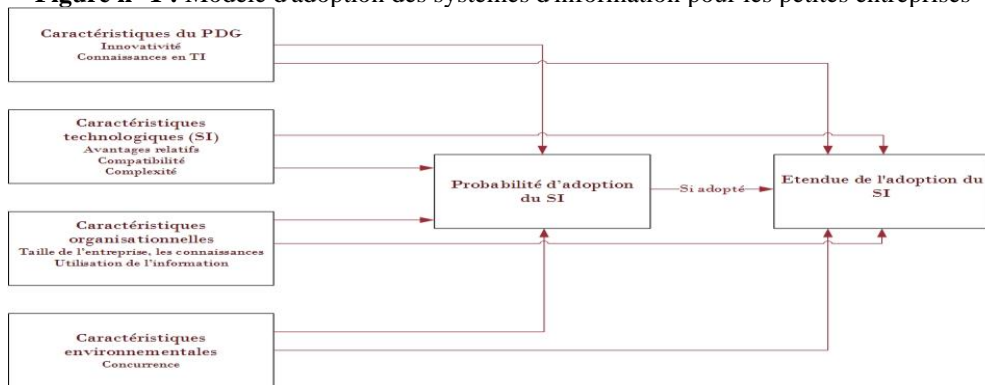 Figure n° 1 : Modèle d'adoption des systèmes d'information pour les petites entreprises
Caractéristiques du PDG
Innovativité
Connaissances en TI
Caractéristiques
technologiques (SI)
Avantages relatifs
Compatibilité
Complexité
Caractéristiques
organisationnelles
Taille de l'entreprise, les connaissances
Utilisation de l'information
Caractéristiques
environnementales
Concurrence
Probabilité d'adoption
du SI
Si adopté
Etendue de l'adoption du
SI